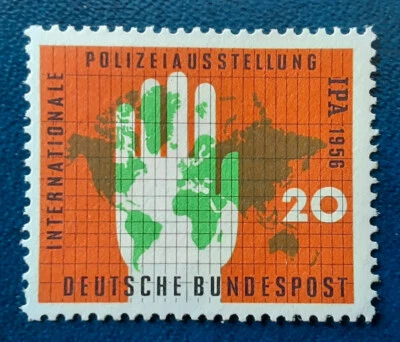 INTERNATIONALE
POLIZEIAUSSTELLUNG
IPA 1956
20
DEUTSCHE BUNDESPOST